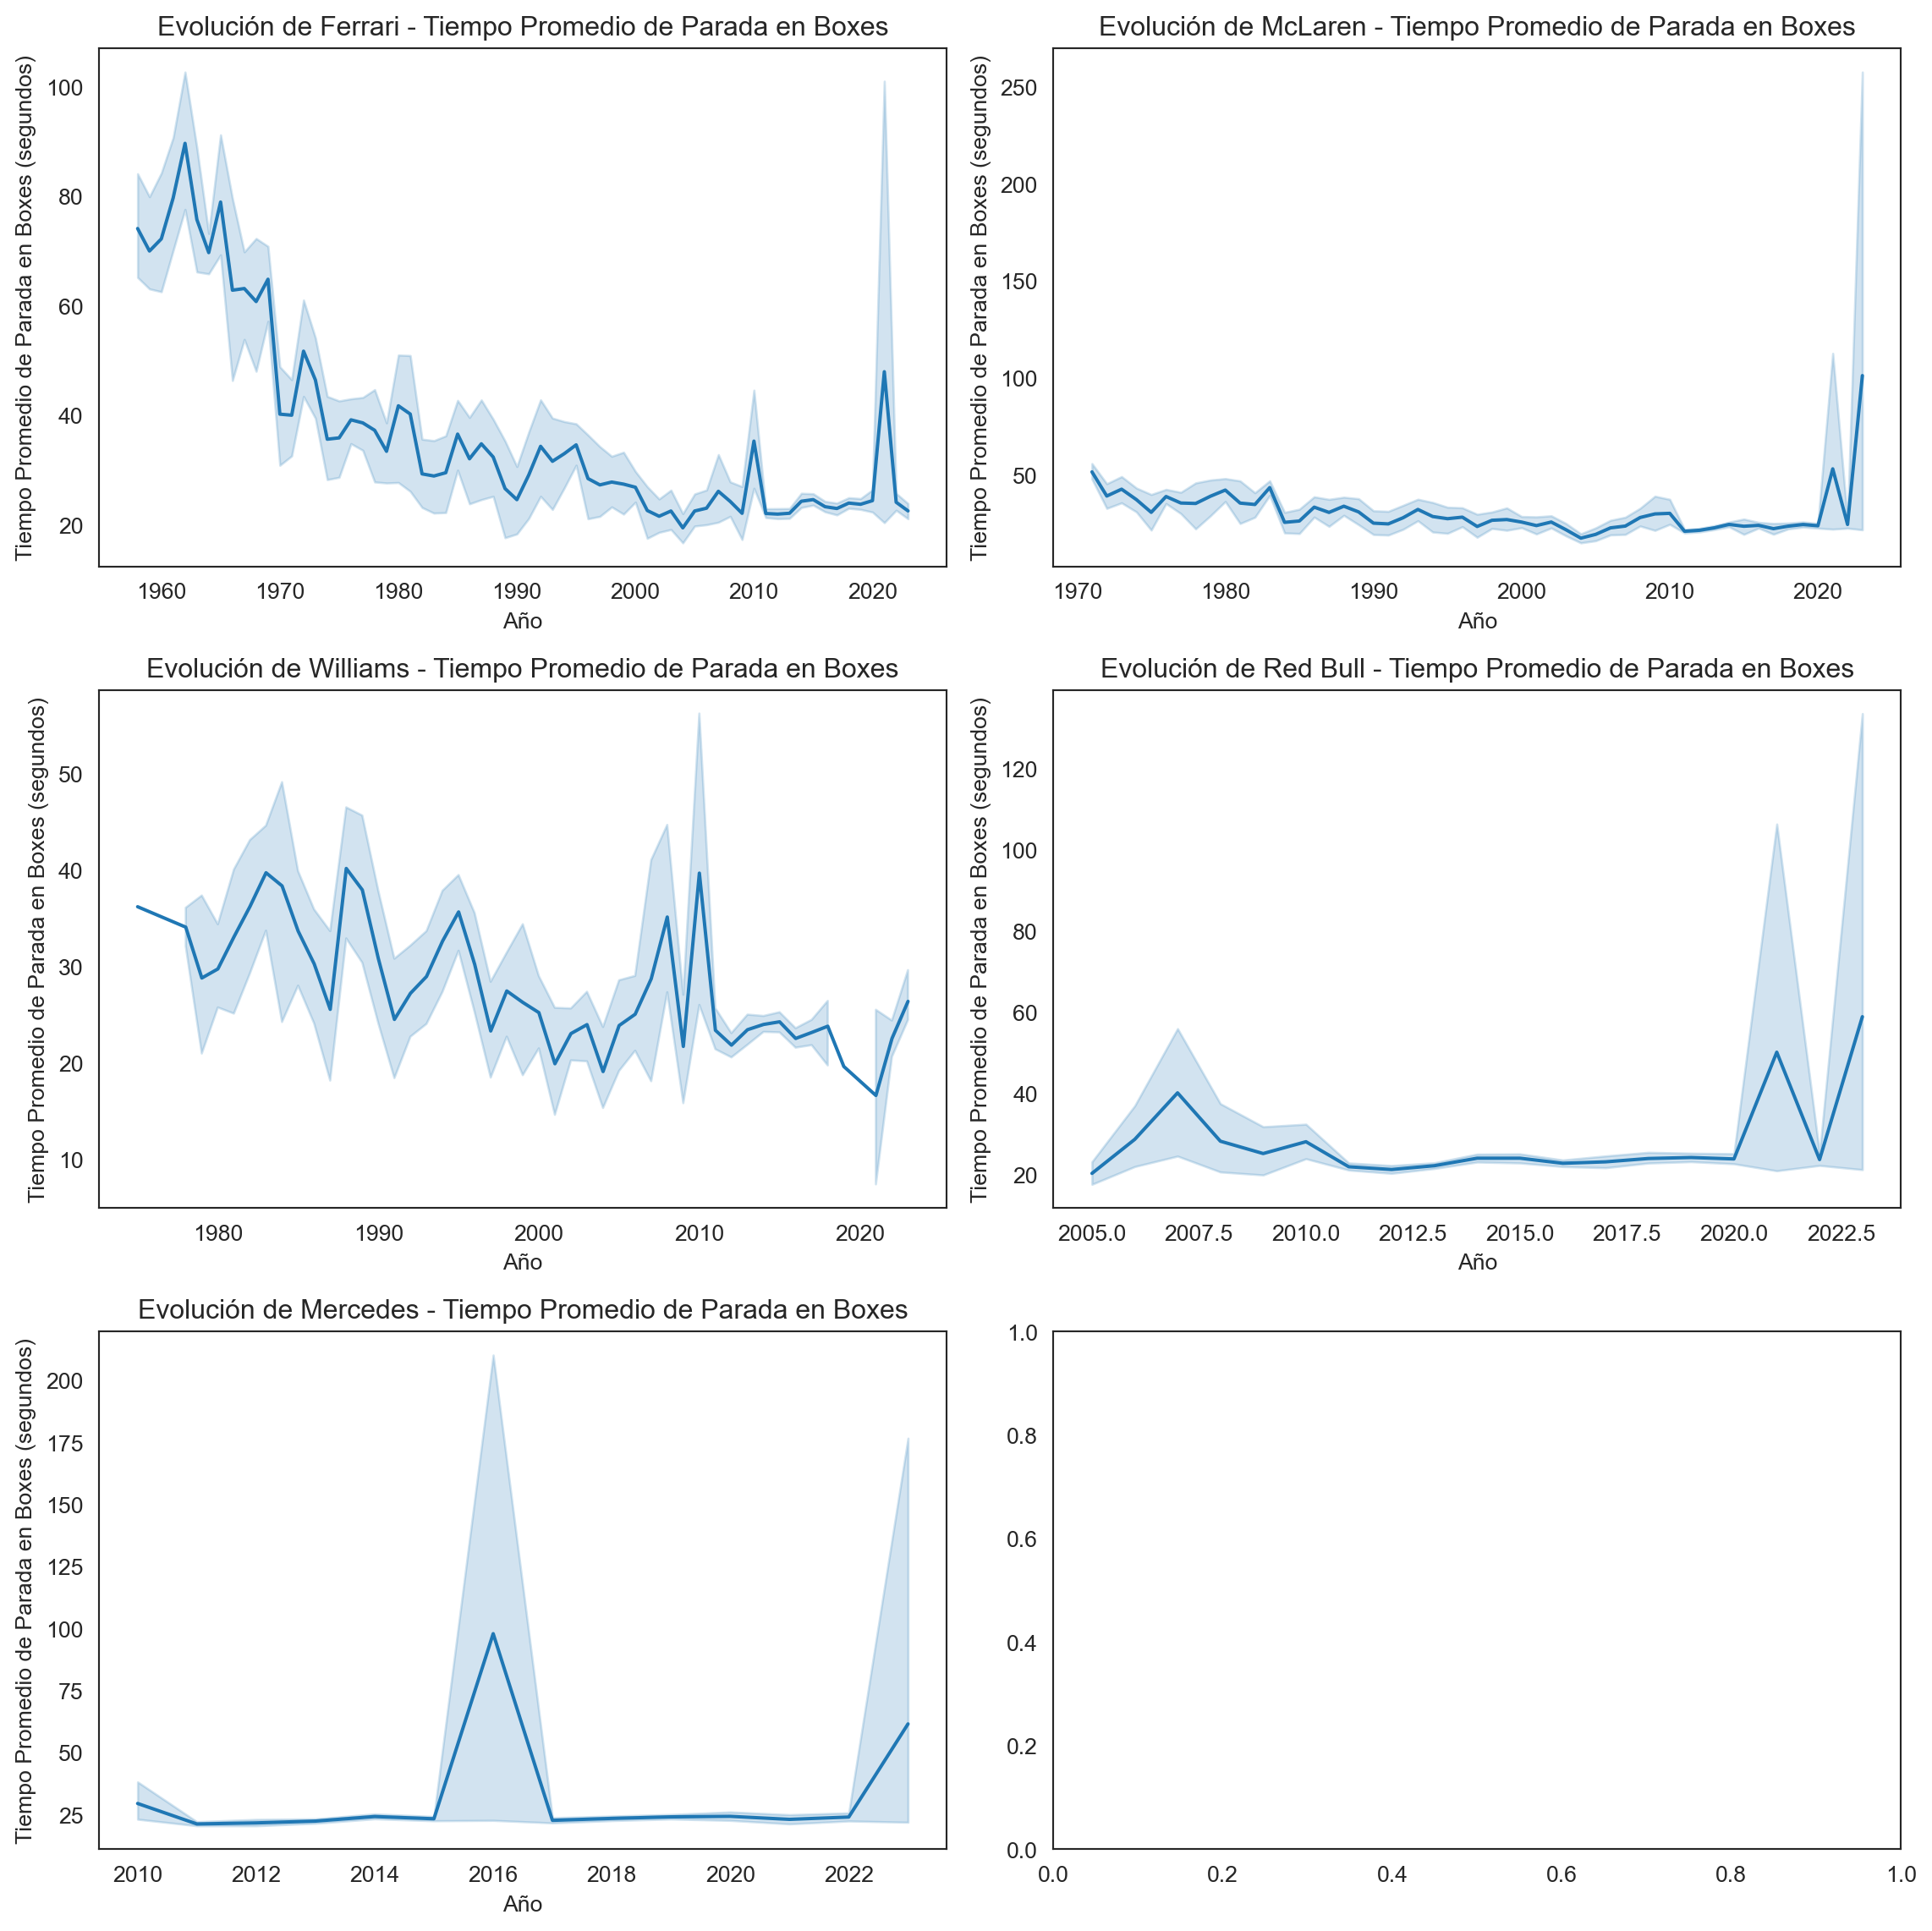 Evolución de Ferrari - Tiempo Promedio de Parada en Boxes
Tiempo Promedio de Parada en Boxes (segundos)
100
80
60
40
20
1960 1970 1980 1990 2000 2010 2020
Año
Evolución de McLaren - Tiempo Promedio de Parada en Boxes
Tiempo Promedio de Parada en Boxes (segundos)
250
200
150
100
50
1970 1980 1990 2000 2010 2020
Año
Evolución de Williams - Tiempo Promedio de Parada en Boxes
Tiempo Promedio de Parada en Boxes (segundos)
50
40
30
20
10
1980 1990 2000 2010 2020
Año
Evolución de Red Bull - Tiempo Promedio de Parada en Boxes
Tiempo Promedio de Parada en Boxes (segundos)
120
100
80
60
40
20
2005.0 2007.5 2010.0 2012.5 2015.0 2017.5 2020.0 2022.5
Año
Evolución de Mercedes - Tiempo Promedio de Parada en Boxes
Tiempo Promedio de Parada en Boxes (segundos)
200
175
150
125
100
75
50
25
2010 2012 2014 2016 2018 2020 2022
Año
1.0
0.8
0.6
0.4
0.2
0.0
0.0 0.2 0.4 0.6 0.8 1.0